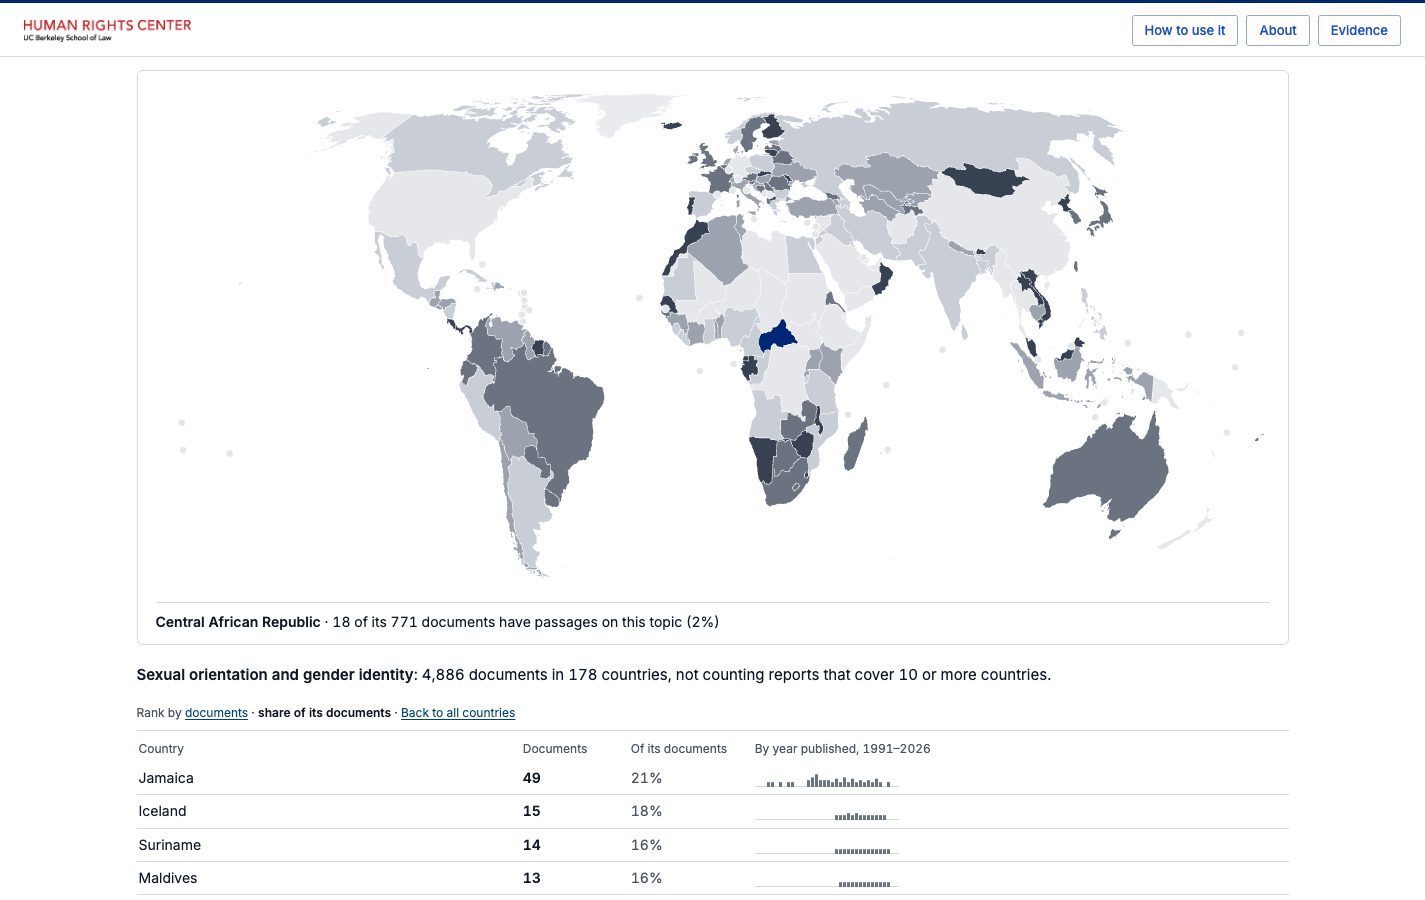 HUMAN RIGHTS CENTER
UC Berkeley School of Law
How to use it
About
Evidence
Central African Republic · 18 of its 771 documents have passages on this topic (2%)
Sexual orientation and gender identity: 4,886 documents in 178 countries, not counting reports that cover 10 or more countries.
Rank by documents · share of its documents · Back to all countries
Country Documents Of its documents By year published, 1991–2026
Jamaica 49 21%
Iceland 15 18%
Suriname 14 16%
Maldives 13 16%